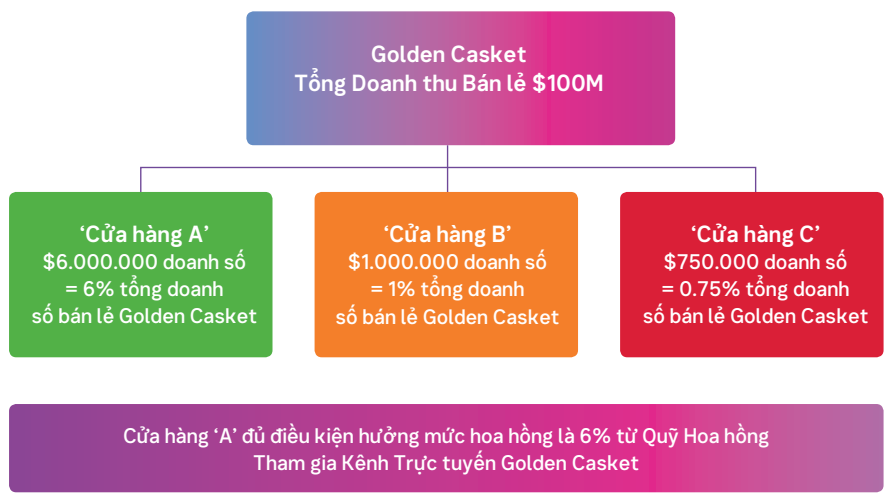 Golden Casket
Tổng Doanh thu Bán lẻ $100M
‘Cửa hàng A’
$6.000.000 doanh số
= 6% tổng doanh
số bán lẻ Golden Casket
‘Cửa hàng B’
$1.000.000 doanh số
= 1% tổng doanh
số bán lẻ Golden Casket
‘Cửa hàng C’
$750.000 doanh số
= 0.75% tổng doanh
số bán lẻ Golden Casket
Cửa hàng ‘A’ đủ điều kiện hưởng mức hoa hồng là 6% từ Quỹ Hoa hồng
Tham gia Kênh Trực tuyến Golden Casket